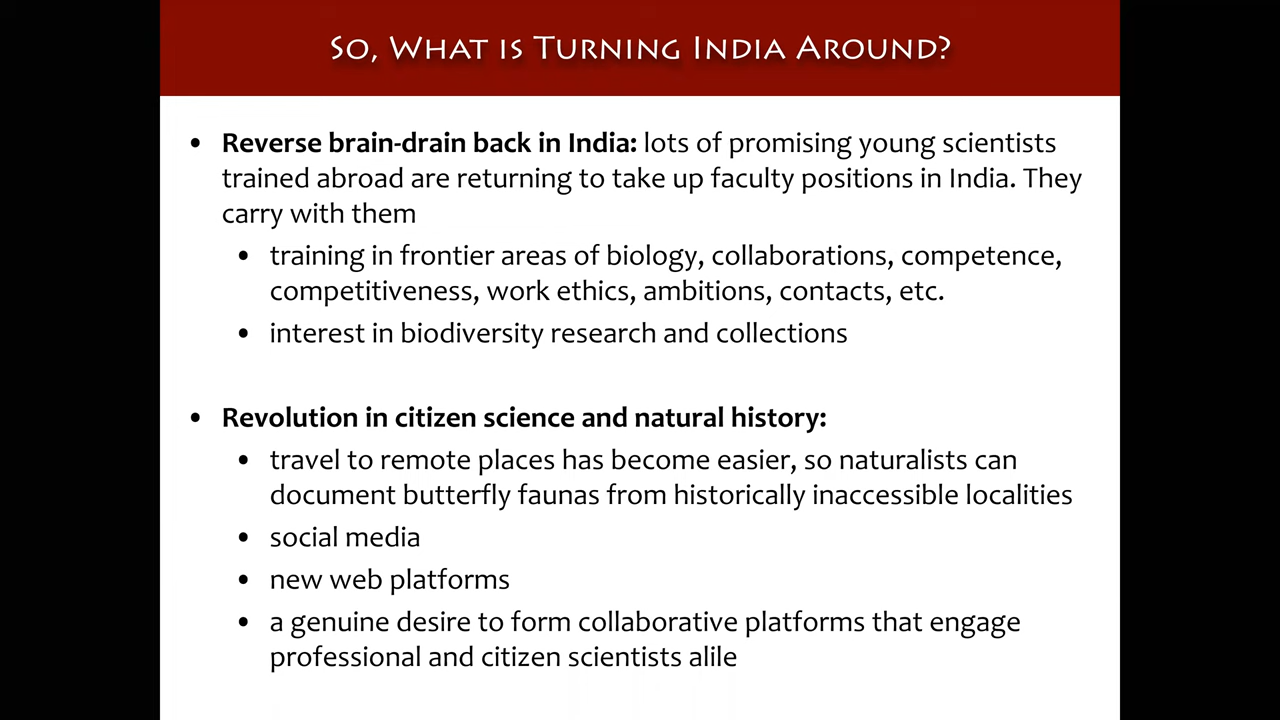 So, What is Turning India Around?
• Reverse brain-drain back in India: lots of promising young scientists
trained abroad are returning to take up faculty positions in India. They
carry with them
• training in frontier areas of biology, collaborations, competence,
competitiveness, work ethics, ambitions, contacts, etc.
• interest in biodiversity research and collections
• Revolution in citizen science and natural history:
• travel to remote places has become easier, so naturalists can
document butterfly faunas from historically inaccessible localities
• social media
• new web platforms
• a genuine desire to form collaborative platforms that engage
professional and citizen scientists alile